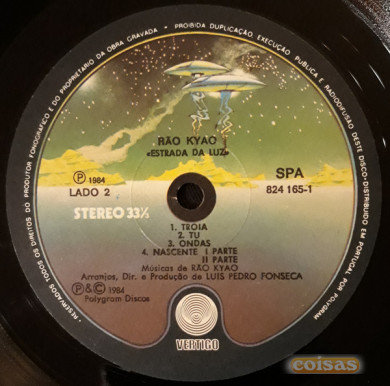 • RESERVADOS TODOS OS DIREITOS DO PRODUTOR FONOGRÁFICO E DO PROPRIETÁRIO DA OBRA GRAVADA • PROIBIDA DUPLICAÇÃO, EXECUÇÃO PÚBLICA E RADIODIFUSÃO DESTE DISCO • DISTRIBUÍDO EM PORTUGAL POR POLYGRAM
RÃO KYAO
«ESTRADA DA LUZ»
Ⓟ 1984
LADO 2
SPA
824 165-1
STEREO 33⅓
1. TROIA
2. TU
3. ONDAS
4. NASCENTE I PARTE
II PARTE
Músicas de RÃO KYAO
Arranjos, Dir. e Produção de LUIS PEDRO FONSECA
Ⓟ&© 1984
Polygram Discos
VERTIGO
coisas